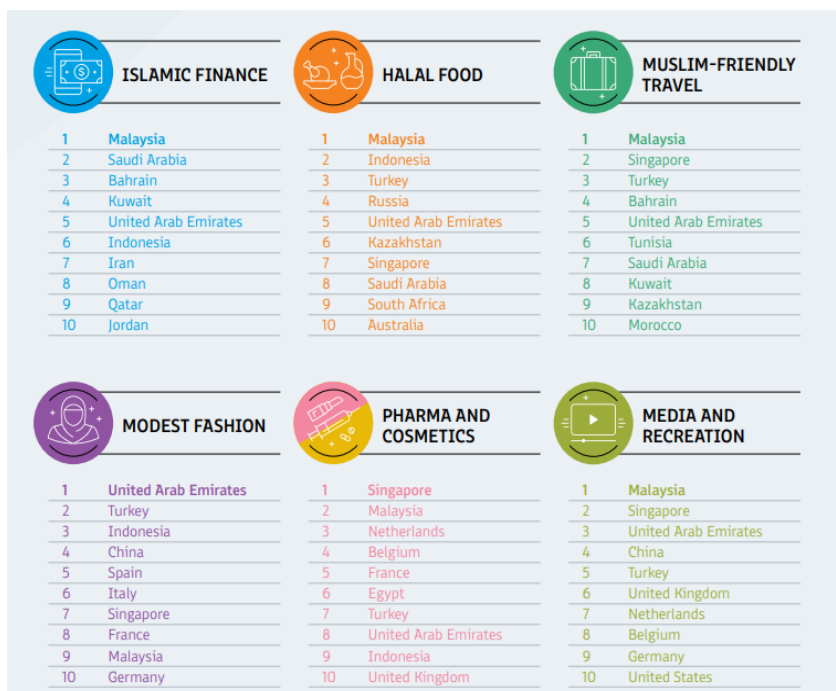 ISLAMIC FINANCE
1 Malaysia
2 Saudi Arabia
3 Bahrain
4 Kuwait
5 United Arab Emirates
6 Indonesia
7 Iran
8 Oman
9 Qatar
10 Jordan
HALAL FOOD
1 Malaysia
2 Indonesia
3 Turkey
4 Russia
5 United Arab Emirates
6 Kazakhstan
7 Singapore
8 Saudi Arabia
9 South Africa
10 Australia
MUSLIM-FRIENDLY
TRAVEL
1 Malaysia
2 Singapore
3 Turkey
4 Bahrain
5 United Arab Emirates
6 Tunisia
7 Saudi Arabia
8 Kuwait
9 Kazakhstan
10 Morocco
MODEST FASHION
1 United Arab Emirates
2 Turkey
3 Indonesia
4 China
5 Spain
6 Italy
7 Singapore
8 France
9 Malaysia
10 Germany
PHARMA AND
COSMETICS
1 Singapore
2 Malaysia
3 Netherlands
4 Belgium
5 France
6 Egypt
7 Turkey
8 United Arab Emirates
9 Indonesia
10 United Kingdom
MEDIA AND
RECREATION
1 Malaysia
2 Singapore
3 United Arab Emirates
4 China
5 Turkey
6 United Kingdom
7 Netherlands
8 Belgium
9 Germany
10 United States